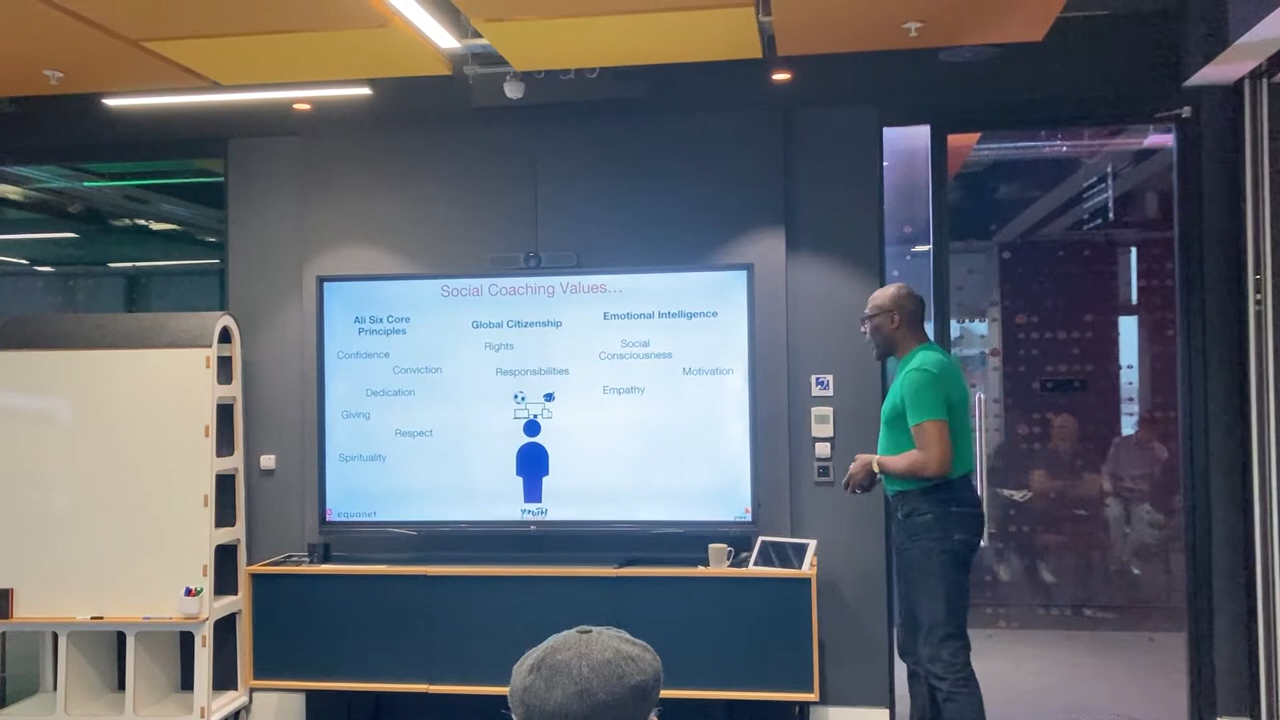 Social Coaching Values...
Ali Six Core
Principles
Confidence
Conviction
Dedication
Giving
Respect
Spirituality
Global Citizenship
Rights
Responsibilities
Emotional Intelligence
Social
Consciousness
Motivation
Empathy
equanet
pwc